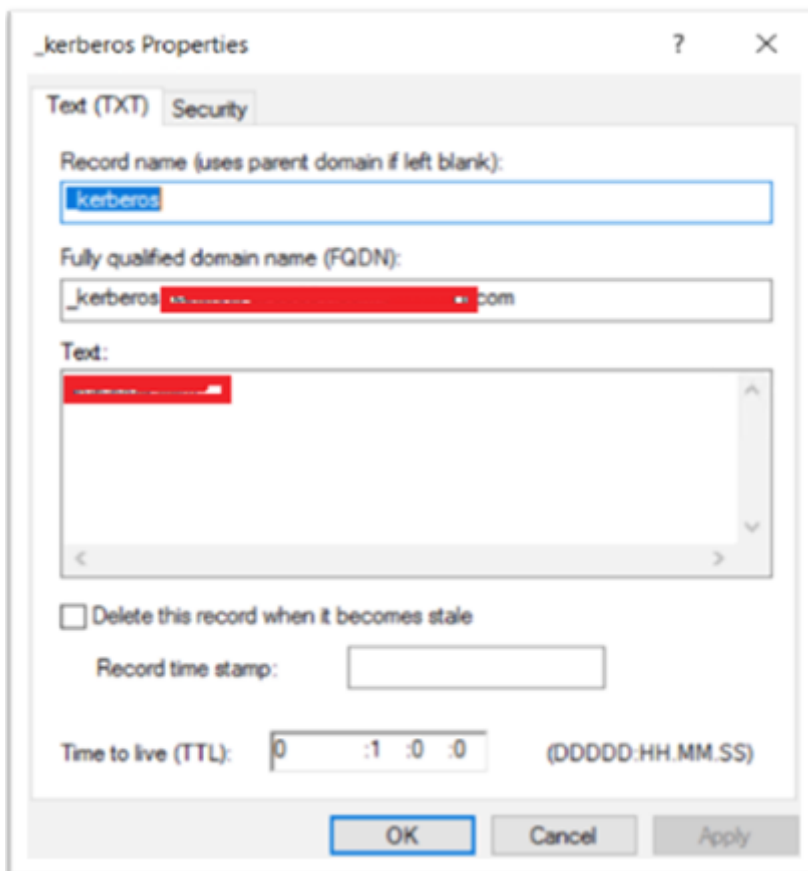 _kerberos Properties
Text (TXT)
Security
Record name (uses parent domain if left blank):
_kerberos
Fully qualified domain name (FQDN):
_kerberos com
Text:
Delete this record when it becomes stale
Record time stamp:
Time to live (TTL): 0 :1 :0 :0 (DDDDD:HH.MM.SS)
OK Cancel Apply